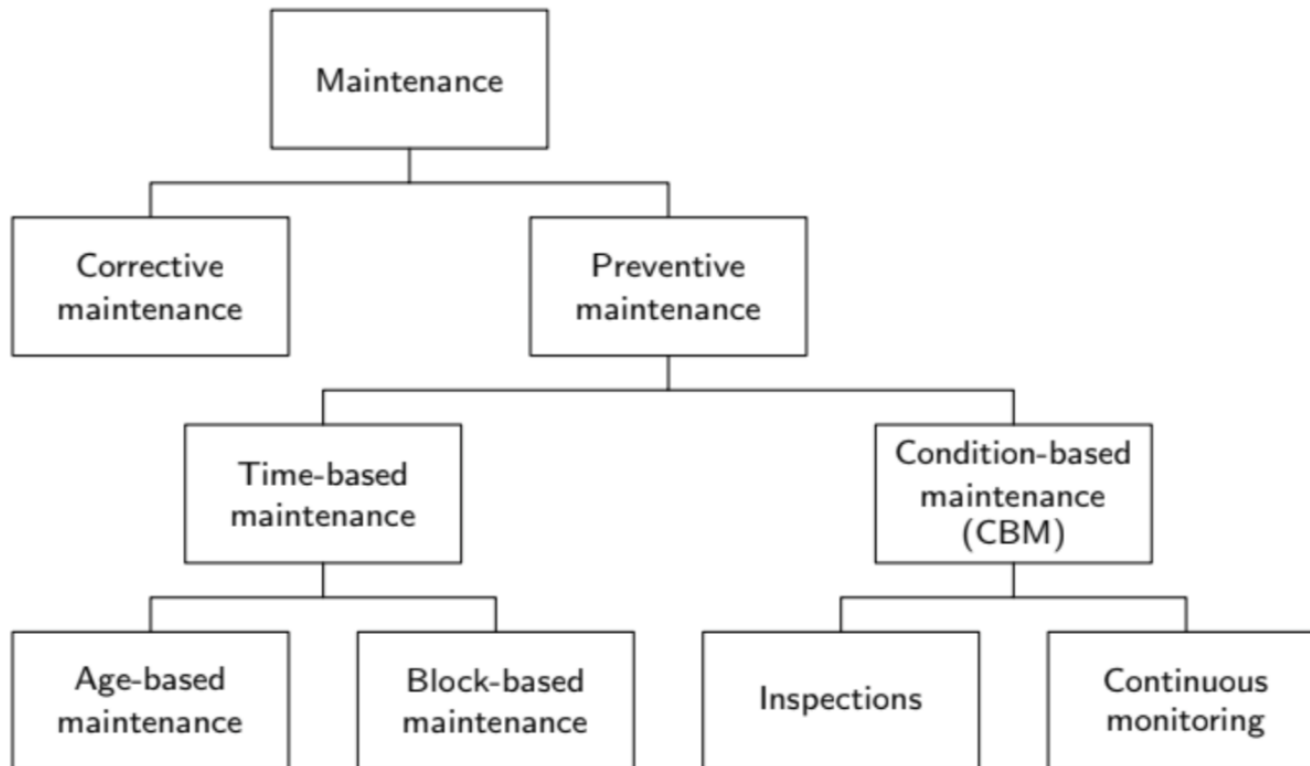 Maintenance
Corrective
maintenance
Preventive
maintenance
Time-based
maintenance
Condition-based
maintenance
(CBM)
Age-based
maintenance
Block-based
maintenance
Inspections
Continuous
monitoring